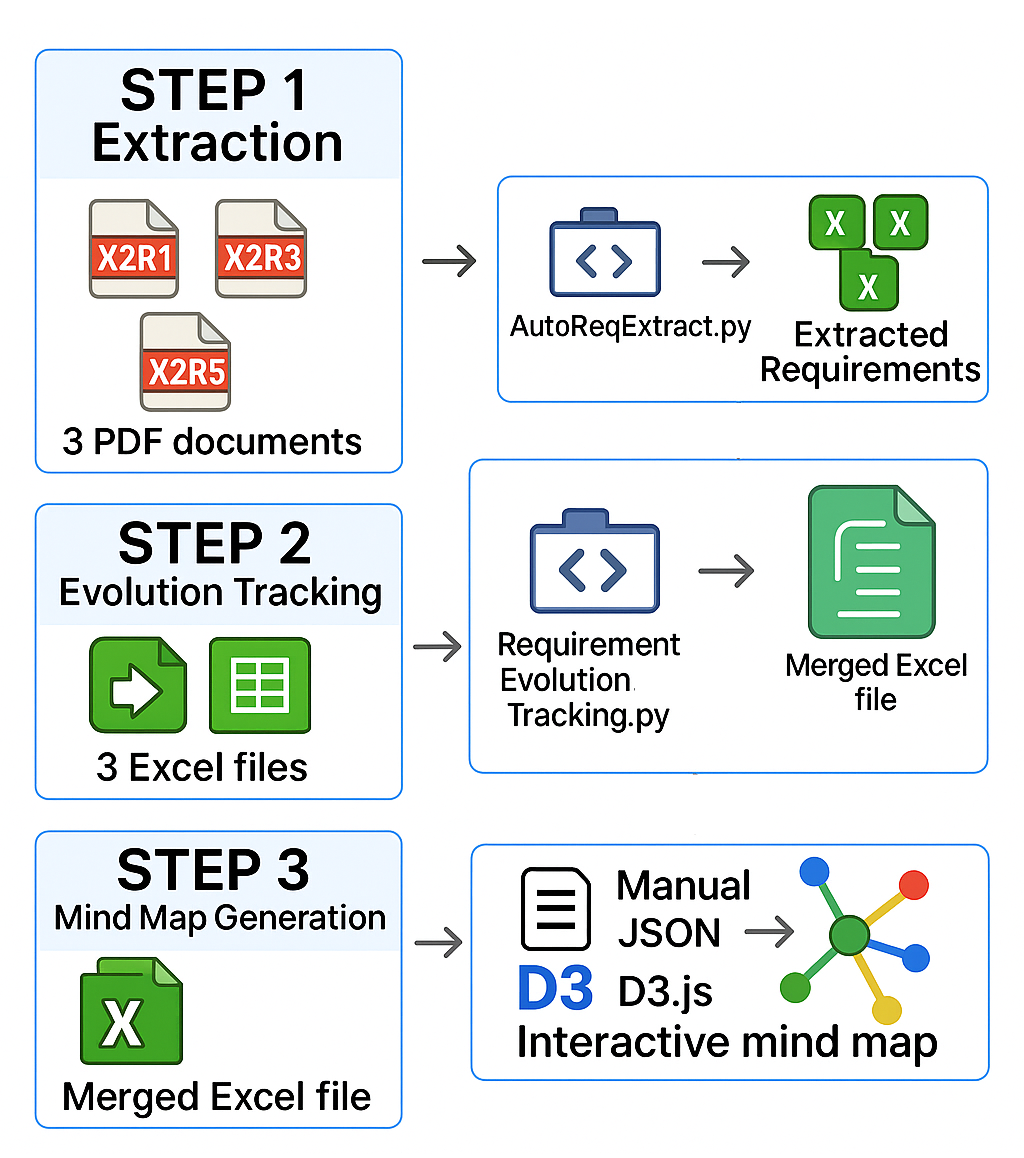 STEP 1
Extraction
X2R1
X2R3
X2R5
3 PDF documents
AutoReqExtract.py
X
X
X
Extracted
Requirements
STEP 2
Evolution Tracking
3 Excel files
Requirement
Evolution.
Tracking.py
Merged Excel
file
STEP 3
Mind Map Generation
X
Merged Excel file
Manual
JSON
D3
D3.js
Interactive mind map